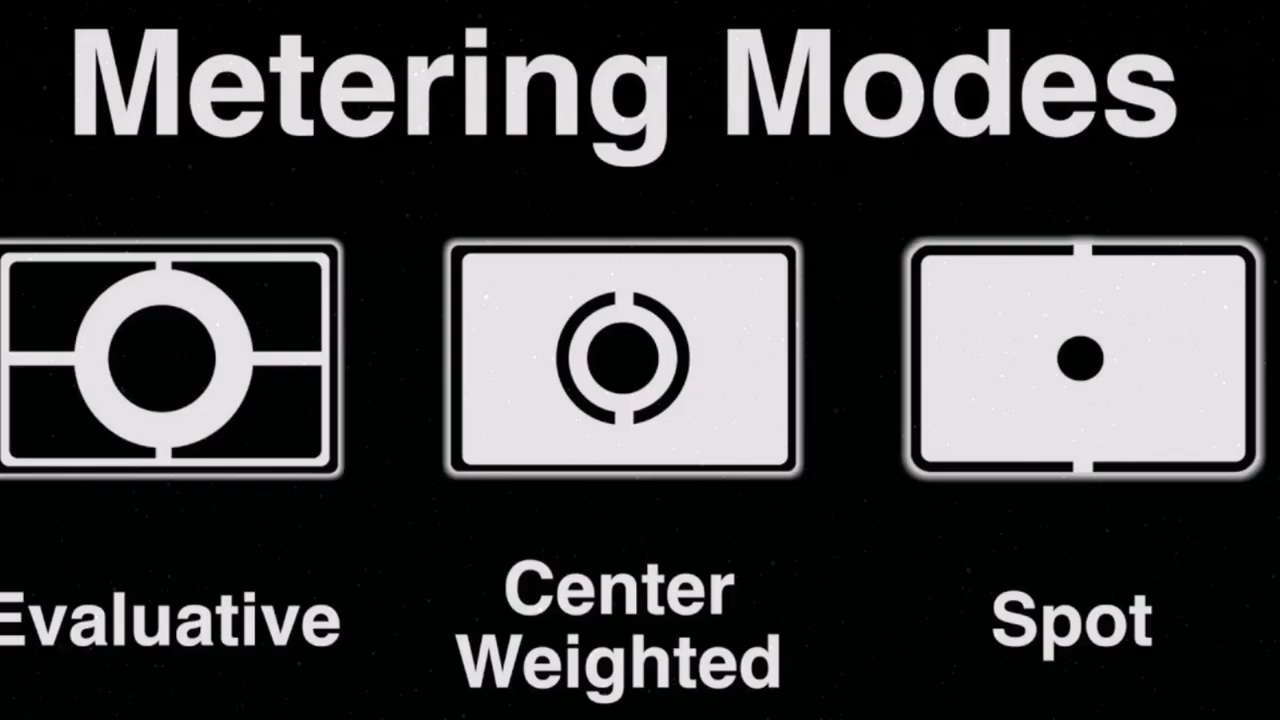 Metering Modes
Evaluative
Center
Weighted
Spot